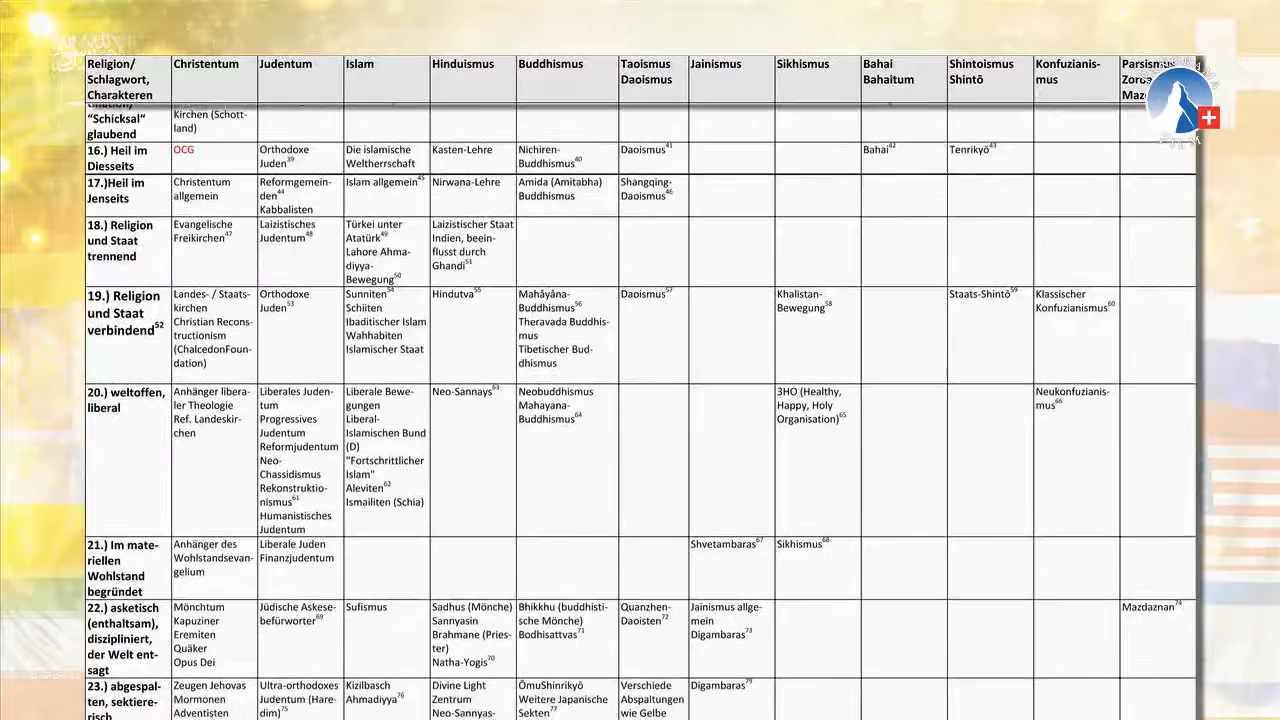 Religion/
Schlagwort,
Charakteren
Christentum
Judentum
Islam
Hinduismus
Buddhismus
Taoismus
Daoismus
Jainismus
Sikhismus
Bahai
Bahaitum
Shintoismus
Shintō
Konfuzianis-
mus
“Schicksal“
glaubend
Kirchen (Schott-
land)
16.) Heil im
Diesseits
OCG
Orthodoxe
Juden39
Die islamische
Weltherrschaft
Kasten-Lehre
Nichiren-
Buddhismus40
Daoismus41
Bahai42
Tenrikyō43
17.)Heil im
Jenseits
Christentum
allgemein
Reformgemein-
den44
Kabbalisten
Islam allgemein45
Nirwana-Lehre
Amida (Amitabha)
Buddhismus
Shangqing-
Daoismus46
18.) Religion
und Staat
trennend
Evangelische
Freikirchen47
Laizistisches
Judentum48
Türkei unter
Atatürk49
Lahore Ahma-
diyya-
Bewegung50
Laizistischer Staat
Indien, beein-
flusst durch
Ghandi51
19.) Religion
und Staat
verbindend52
Landes- / Staats-
kirchen
Christian Recons-
tructionism
(ChalcedonFoun-
dation)
Orthodoxe
Juden53
Sunniten54
Schiiten
Ibaditischer Islam
Wahhabiten
Islamischer Staat
Hindutva55
Mahåyåna-
Buddhismus56
Theravada Buddhis-
mus
Tibetischer Bud-
dhismus
Daoismus57
Khalistan-
Bewegung58
Staats-Shintō59
Klassischer
Konfuzianismus60
20.) weltoffen,
liberal
Anhänger libera-
ler Theologie
Ref. Landeskir-
chen
Liberales Juden-
tum
Progressives
Judentum
Reformjudentum
Neo-
Chassidismus
Rekonstruktio-
nismus61
Humanistisches
Judentum
Liberale Bewe-
gungen
Liberal-
Islamischen Bund
(D)
"Fortschrittlicher
Islam"
Aleviten62
Ismailiten (Schia)
Neo-Sannays63
Neobuddhismus
Mahayana-
Buddhismus64
3HO (Healthy,
Happy, Holy
Organisation)65
Neukonfuzianis-
mus66
21.) Im mate-
riellen
Wohlstand
begründet
Anhänger des
Wohlstandsevan-
gelium
Liberale Juden
Finanzjudentum
Shvetambaras67
Sikhismus68
22.) asketisch
(enthaltsam),
diszipliniert,
der Welt ent-
sagt
Mönchtum
Kapuziner
Eremiten
Quäker
Opus Dei
Jüdische Askese-
befürworter69
Sufismus
Sadhus (Mönche)
Sannyasin
Brahmane (Pries-
ter)
Natha-Yogis70
Bhikkhu (buddhisti-
sche Mönche)
Bodhisattvas71
Quanzhen-
Daoisten72
Jainismus allge-
mein
Digambaras73
Mazdaznan74
23.) abgespal-
ten, sektiere-
risch
Zeugen Jehovas
Mormonen
Adventisten
Ultra-orthodoxes
Judentum (Hare-
dim)75
Kizilbasch
Ahmadiyya76
Divine Light
Zentrum
Neo-Sannyas-
ŌmuShinrikyō
Weitere Japanische
Sekten77
Verschiede
Abspaltungen
wie Gelbe
Digambaras79